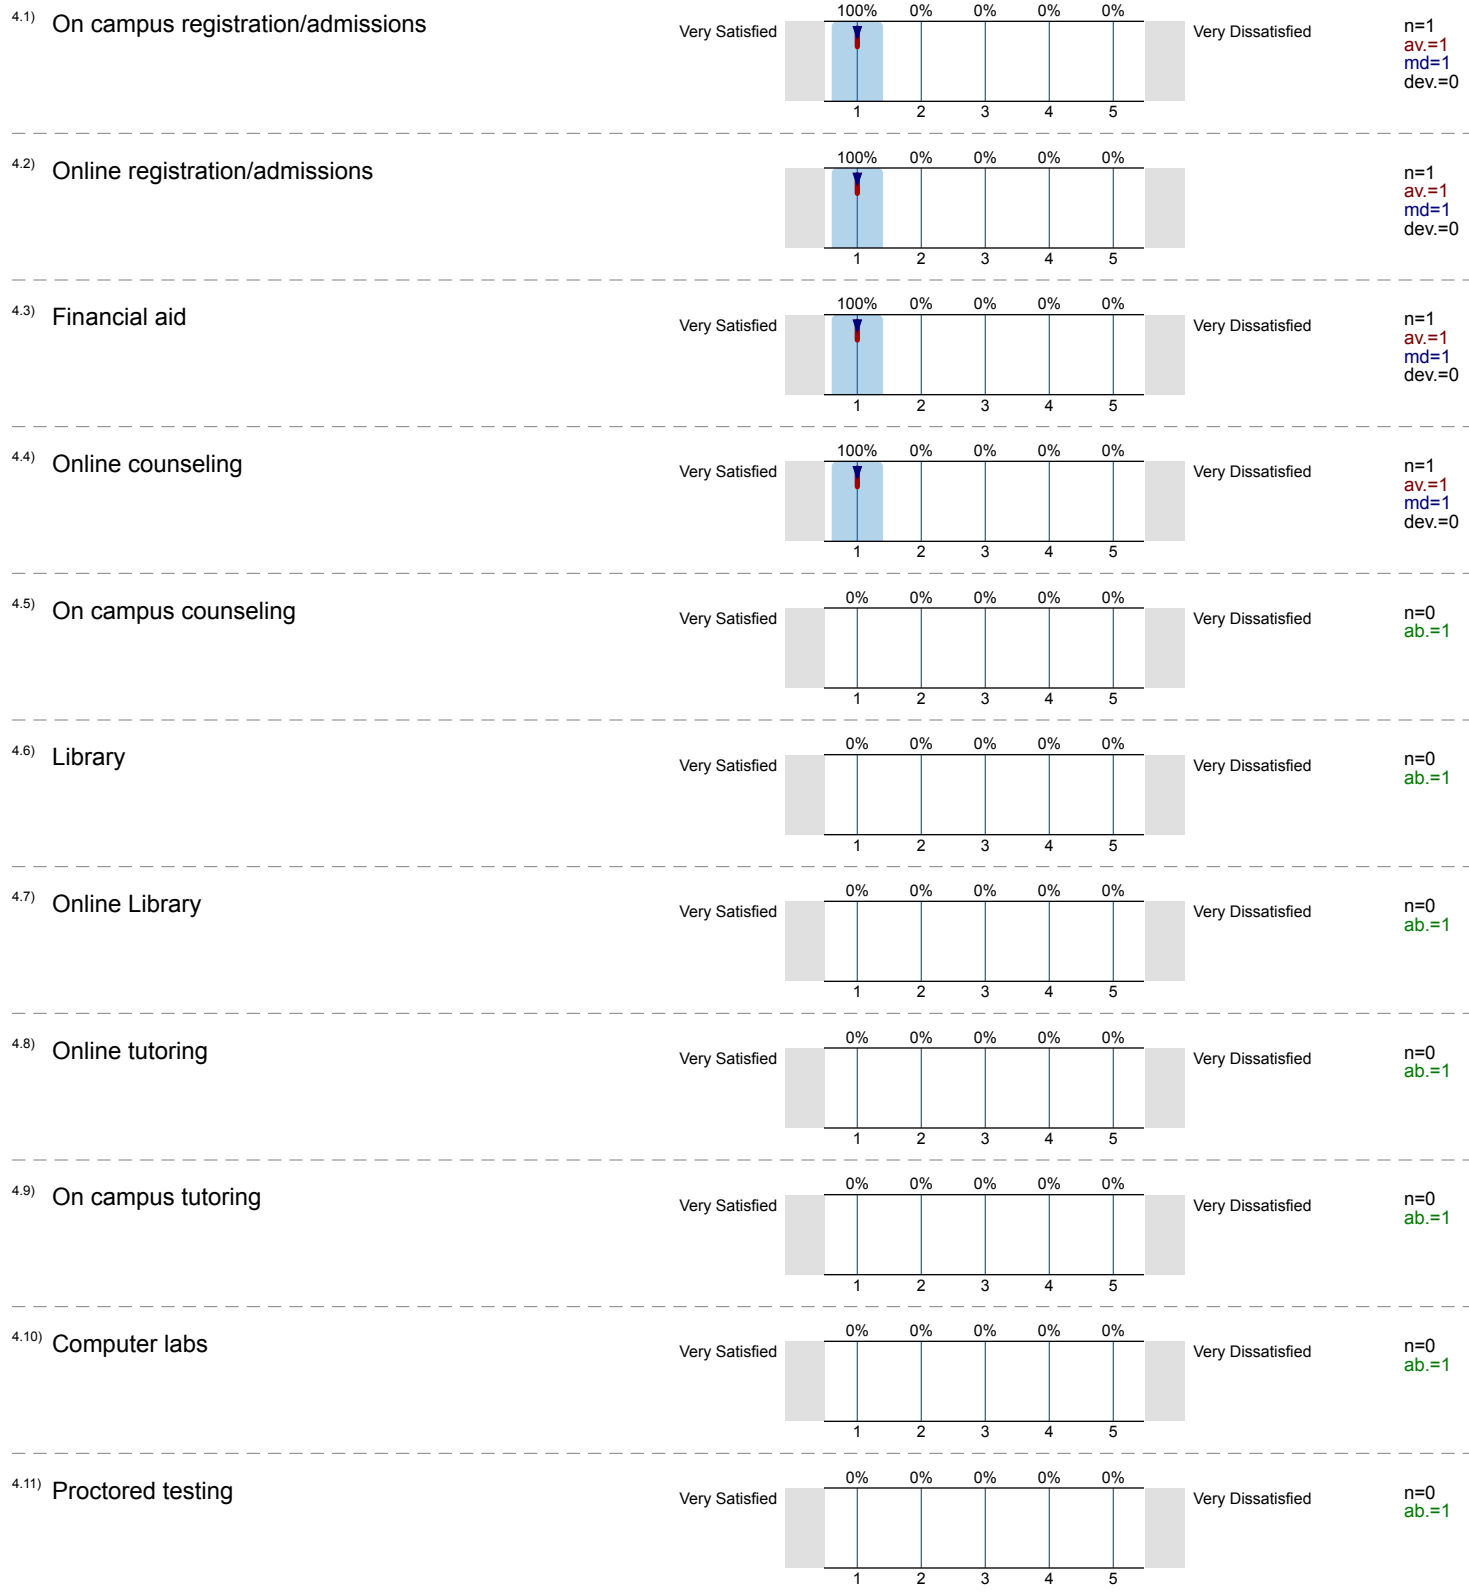 4.1) On campus registration/admissions
100% 0% 0% 0% 0%
Very Satisfied Very Dissatisfied
n=1
av.=1
md=1
dev.=0
1 2 3 4 5
4.2) Online registration/admissions
100% 0% 0% 0% 0%
n=1
av.=1
md=1
dev.=0
1 2 3 4 5
4.3) Financial aid
100% 0% 0% 0% 0%
Very Satisfied Very Dissatisfied
n=1
av.=1
md=1
dev.=0
1 2 3 4 5
4.4) Online counseling
100% 0% 0% 0% 0%
Very Satisfied Very Dissatisfied
n=1
av.=1
md=1
dev.=0
1 2 3 4 5
4.5) On campus counseling
0% 0% 0% 0% 0%
Very Satisfied Very Dissatisfied
n=0
ab.=1
1 2 3 4 5
4.6) Library
0% 0% 0% 0% 0%
Very Satisfied Very Dissatisfied
n=0
ab.=1
1 2 3 4 5
4.7) Online Library
0% 0% 0% 0% 0%
Very Satisfied Very Dissatisfied
n=0
ab.=1
1 2 3 4 5
4.8) Online tutoring
0% 0% 0% 0% 0%
Very Satisfied Very Dissatisfied
n=0
ab.=1
1 2 3 4 5
4.9) On campus tutoring
0% 0% 0% 0% 0%
Very Satisfied Very Dissatisfied
n=0
ab.=1
1 2 3 4 5
4.10) Computer labs
0% 0% 0% 0% 0%
Very Satisfied Very Dissatisfied
n=0
ab.=1
1 2 3 4 5
4.11) Proctored testing
0% 0% 0% 0% 0%
Very Satisfied Very Dissatisfied
n=0
ab.=1
1 2 3 4 5